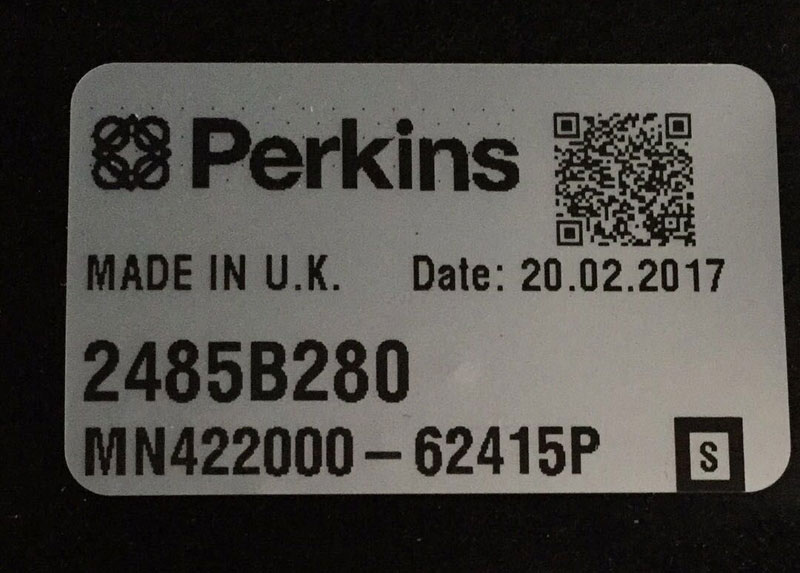 Perkins
MADE IN U.K. Date: 20.02.2017
2485B280
MN422000-62415P
S